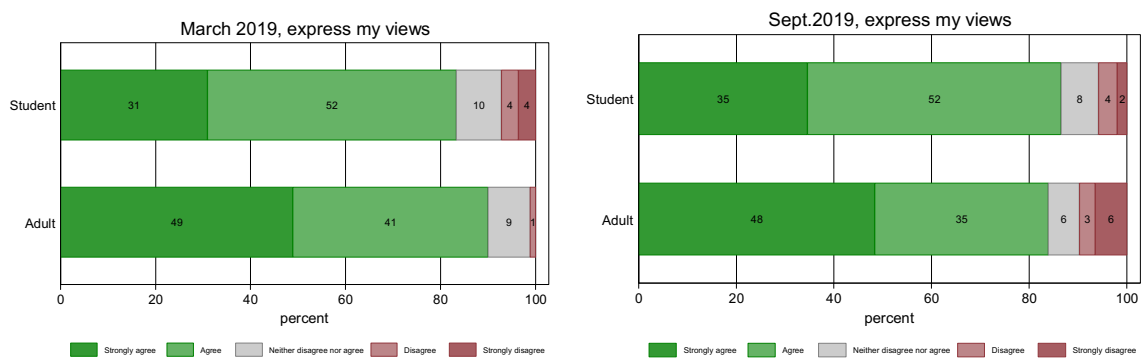 March 2019, express my views
Student
31 52 10 4 4
Adult
49 41 9 1
0 20 40 60 80 100
percent
Strongly agree Agree Neither disagree nor agree Disagree Strongly disagree
Sept.2019, express my views
Student
35 52 8 4 2
Adult
48 35 6 3 6
0 20 40 60 80 100
percent
Strongly agree Agree Neither disagree nor agree Disagree Strongly disagree